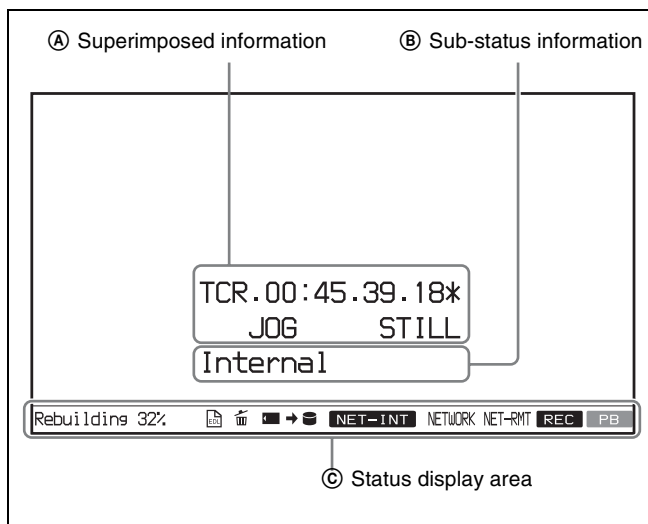 Ⓐ Superimposed information
Ⓑ Sub-status information
TCR.00:45.39.18*
JOG STILL
Internal
Rebuilding 32% EDL NET-INT NETWORK NET-RMT REC PB
Ⓒ Status display area